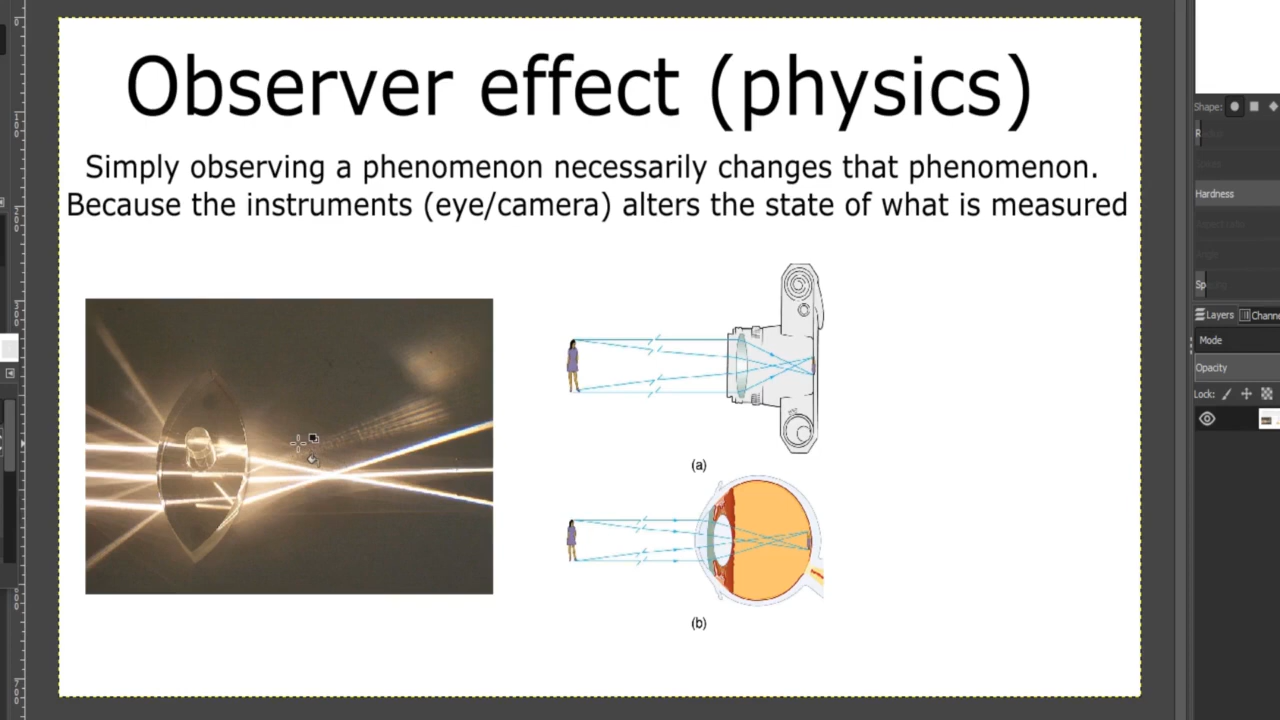 Observer effect (physics)
Simply observing a phenomenon necessarily changes that phenomenon.
Because the instruments (eye/camera) alters the state of what is measured
(a)
(b)
Shape:
Hardness
Layers
Mode
Opacity
Lock: